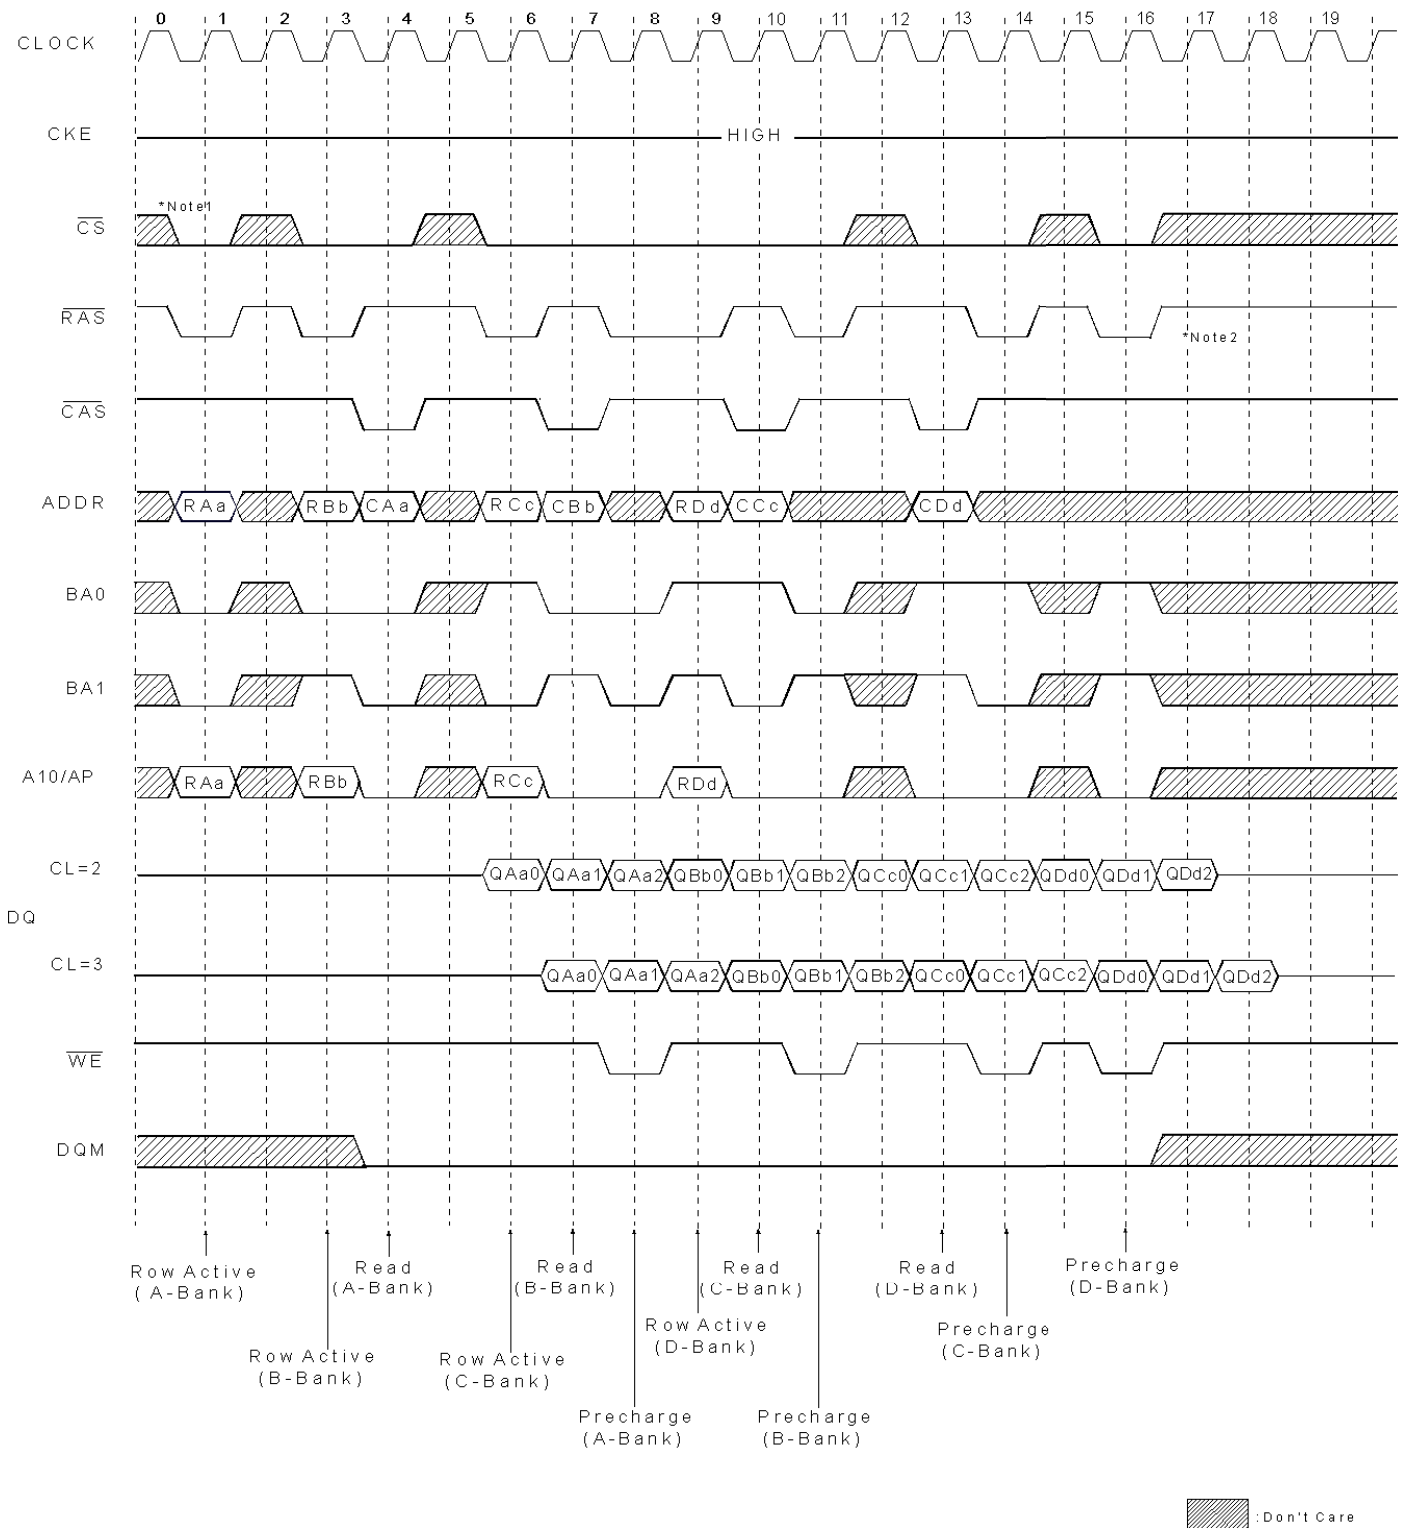 0 1 2 3 4 5 6 7 8 9 10 11 12 13 14 15 16 17 18 19
CLOCK
CKE
HIGH
*Note1
CS
RAS
*Note2
CAS
ADDR RAa RBb CAa RCc CBb RDd CCc CDd
BA0
BA1
A10/AP RAa RBb RCc RDd
CL=2 QAa0 QAa1 QAa2 QBb0 QBb1 QBb2 QCc0 QCc1 QCc2 QDd0 QDd1 QDd2
DQ
CL=3 QAa0 QAa1 QAa2 QBb0 QBb1 QBb2 QCc0 QCc1 QCc2 QDd0 QDd1 QDd2
WE
DQM
Row Active
(A-Bank)
Read
(A-Bank)
Read
(B-Bank)
Read
(C-Bank)
Read
(D-Bank)
Precharge
(D-Bank)
Row Active
(D-Bank)
Precharge
(C-Bank)
Row Active
(B-Bank)
Row Active
(C-Bank)
Precharge
(A-Bank)
Precharge
(B-Bank)
:Don't Care